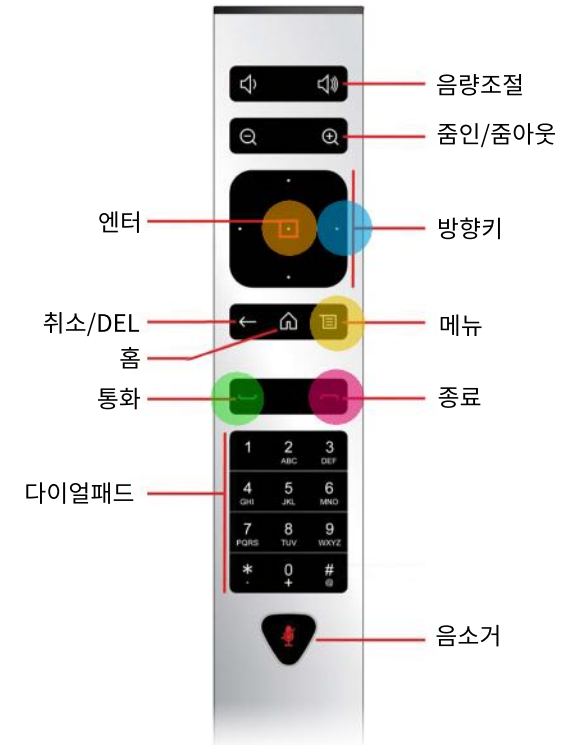 음량조절
줌인/줌아웃
엔터
방향키
취소/DEL
홈
메뉴
통화
종료
1 2 3
ABC DEF
다이얼패드
4 5 6
GHI JKL MNO
7 8 9
PQRS TUV WXYZ
* 0 #
. + @
음소거